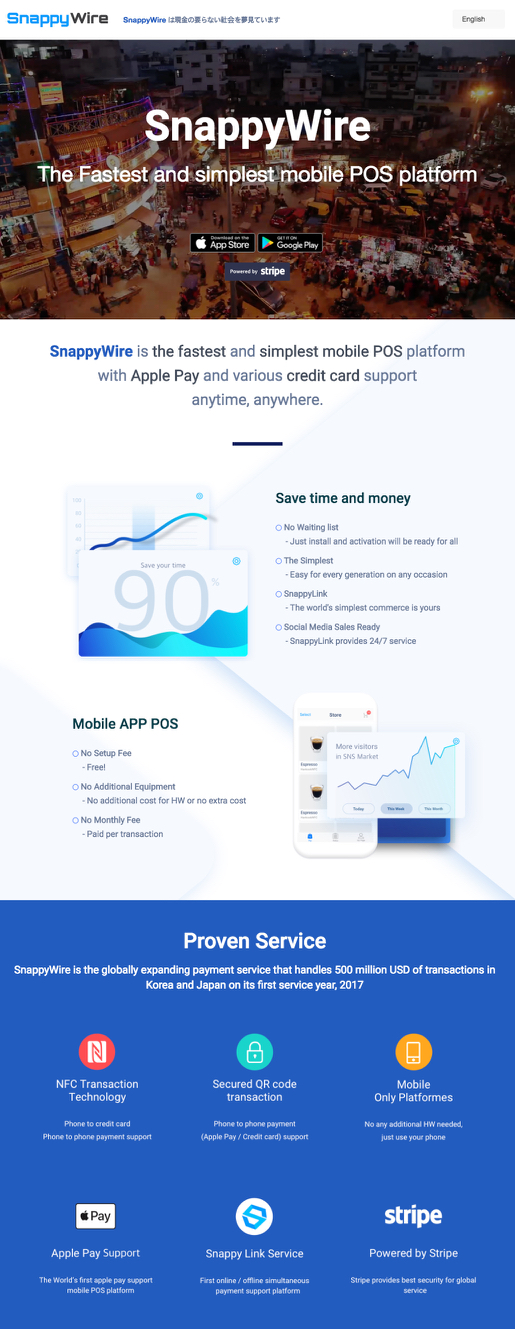 SnappyWire
SnappyWire は現金の要らない社会を夢見ています
English
SnappyWire
The Fastest and simplest mobile POS platform
Download on the
App Store
GET IT ON
Google Play
Powered by stripe
SnappyWire is the fastest and simplest mobile POS platform
with Apple Pay and various credit card support
anytime, anywhere.
100
80
60
40
20
0
Save your time
90%
Save time and money
No Waiting list
- Just install and activation will be ready for all
The Simplest
- Easy for every generation on any occasion
SnappyLink
- The world's simplest commerce is yours
Social Media Sales Ready
- SnappyLink provides 24/7 service
Mobile APP POS
No Setup Fee
- Free!
No Additional Equipment
- No additional cost for HW or no extra cost
No Monthly Fee
- Paid per transaction
Select
Store
Espresso
Espresso
More visitors
in SNS Market
Today
This Week
This Month
Proven Service
SnappyWire is the globally expanding payment service that handles 500 million USD of transactions in
Korea and Japan on its first service year, 2017
NFC Transaction
Technology
Phone to credit card
Phone to phone payment support
Secured QR code
transaction
Phone to phone payment
(Apple Pay / Credit card) support
Mobile
Only Platformes
No any additional HW needed,
just use your phone
Pay
Apple Pay Support
The World's first apple pay support
mobile POS platform
Snappy Link Service
First online / offline simultaneous
payment support platform
stripe
Powered by Stripe
Stripe provides best security for global
service